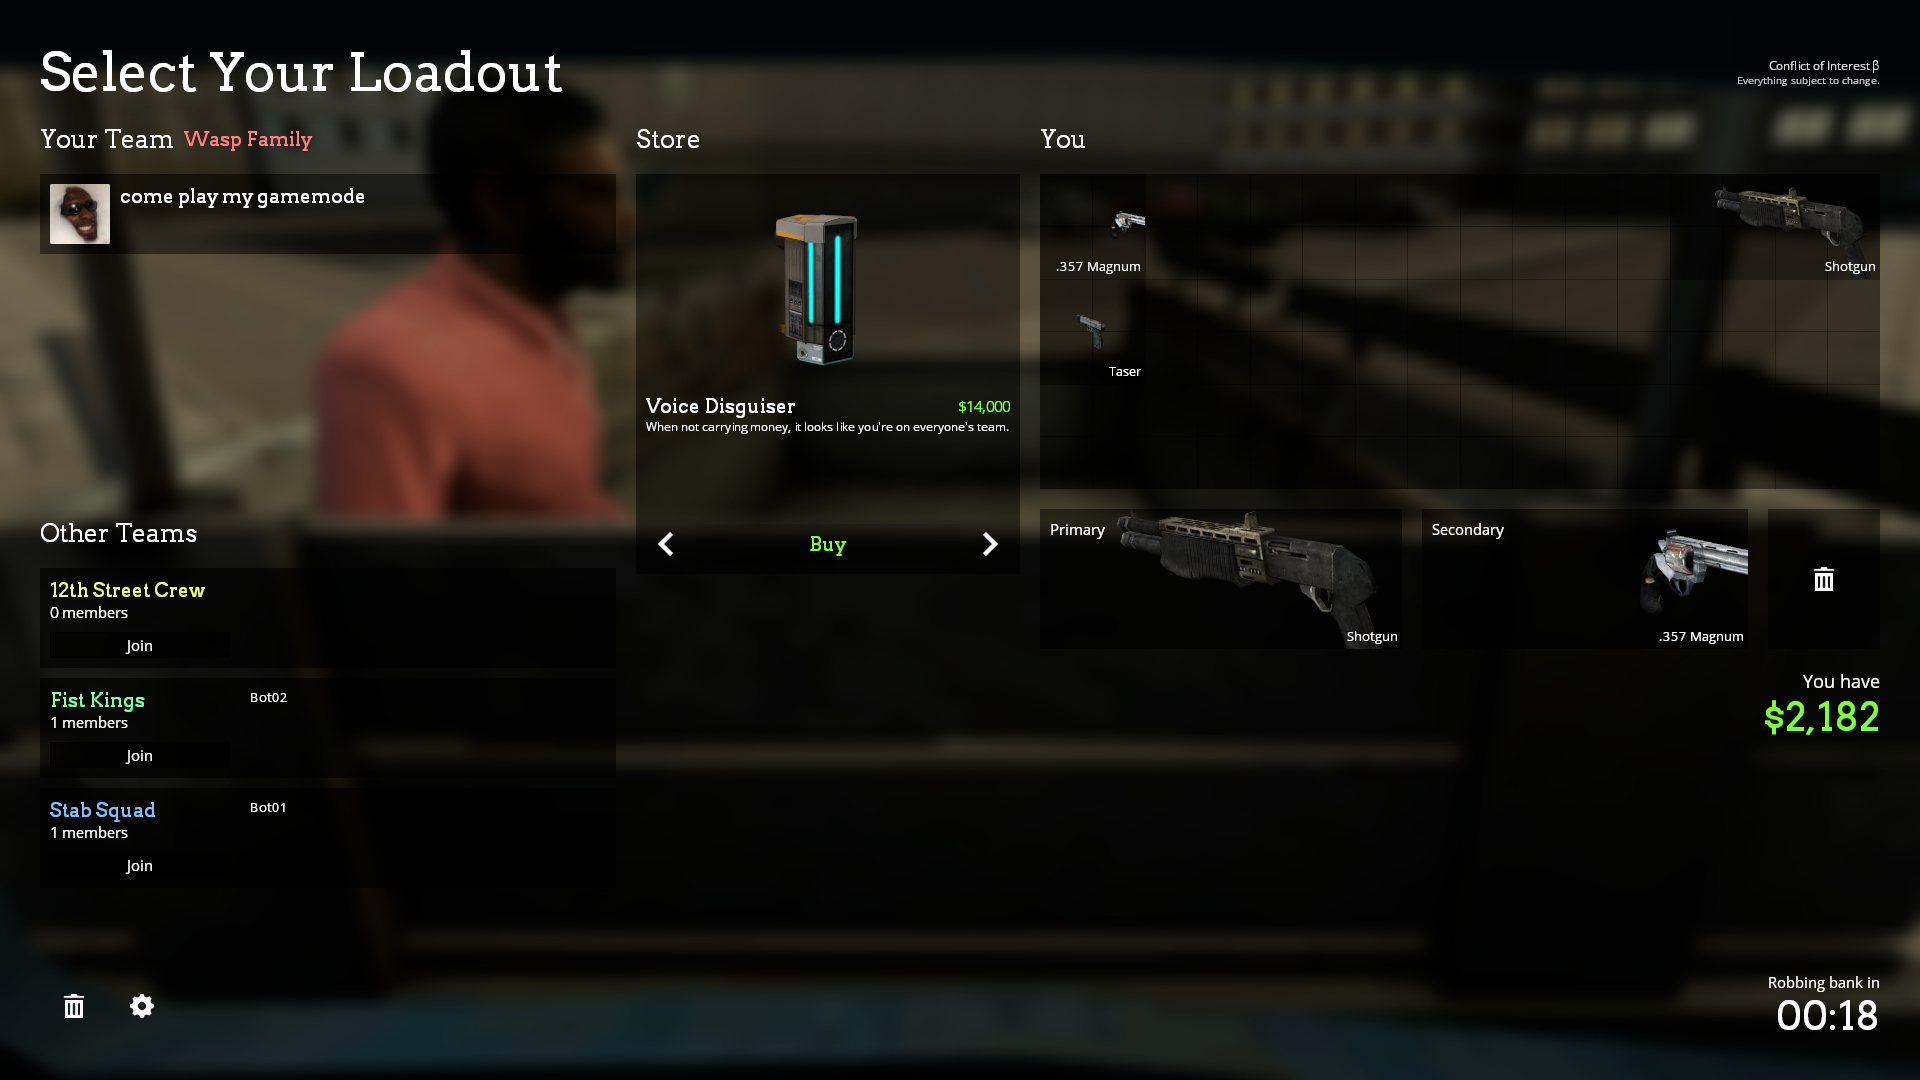 Select Your Loadout
Conflict of Interest β
Everything subject to change.
Your Team Wasp Family
come play my gamemode
Other Teams
12th Street Crew
0 members
Join
Fist Kings
1 members
Bot02
Join
Stab Squad
1 members
Bot01
Join
Store
Voice Disguiser $14,000
When not carrying money, it looks like you're on everyone's team.
Buy
You
.357 Magnum
Shotgun
Taser
Primary
Shotgun
Secondary
.357 Magnum
You have
$2,182
Robbing bank in
00:18